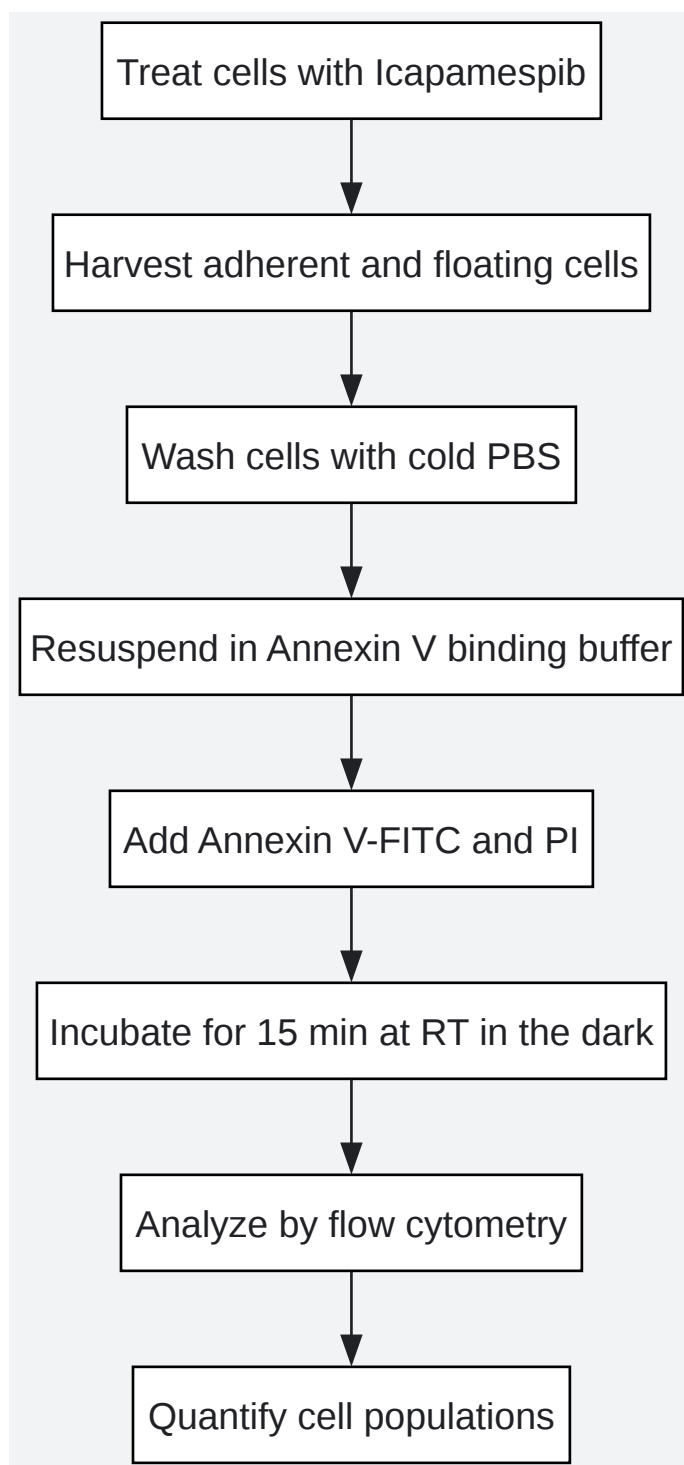 Treat cells with Icapamespib
Harvest adherent and floating cells
Wash cells with cold PBS
Resuspend in Annexin V binding buffer
Add Annexin V-FITC and PI
Incubate for 15 min at RT in the dark
Analyze by flow cytometry
Quantify cell populations